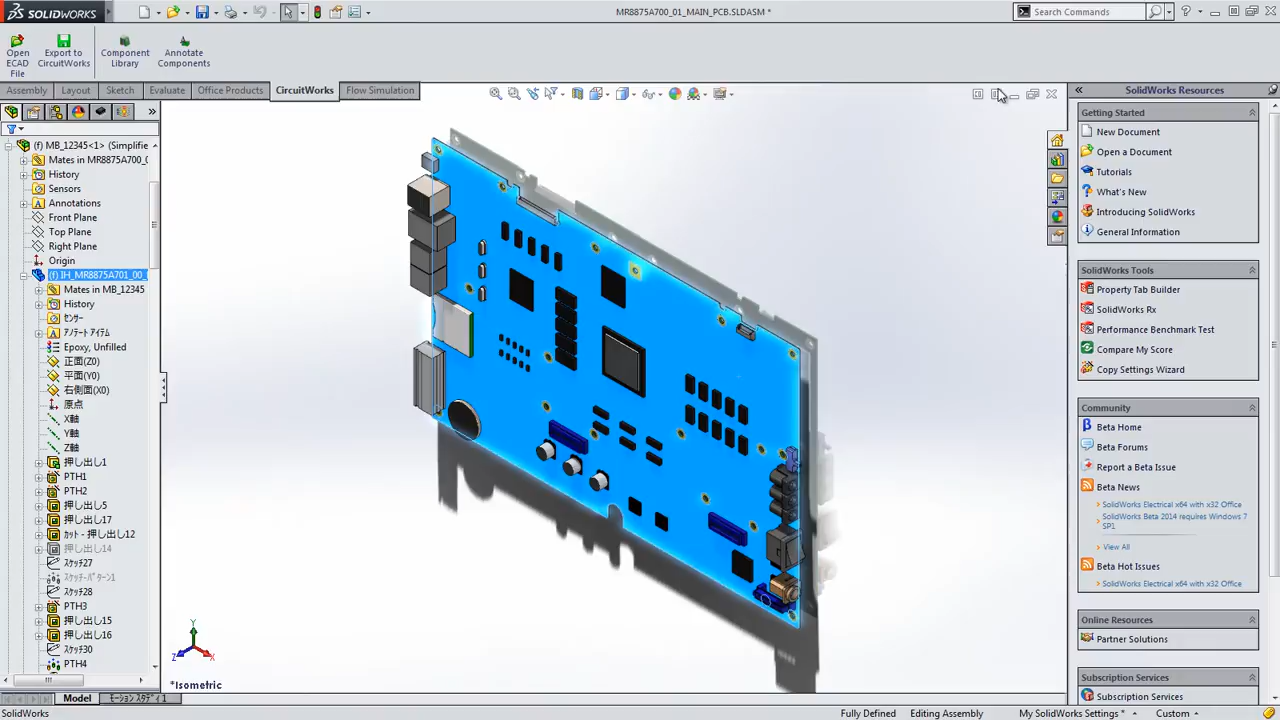 SOLIDWORKS
MR8875A700_01_MAIN_PCB.SLDASM *
Search Commands
Open ECAD File
Export to CircuitWorks
Component Library
Annotate Components
Assembly
Layout
Sketch
Evaluate
Office Products
CircuitWorks
Flow Simulation
(f) MB_12345<1> (Simplifie
Mates in MR8875A700_0
History
Sensors
Annotations
Front Plane
Top Plane
Right Plane
Origin
(f) IH_MR8875A701_00_
Mates in MB_12345
History
センサー
アノテート アイテム
Epoxy, Unfilled
正面(Z0)
平面(Y0)
右側面(X0)
原点
X軸
Y軸
Z軸
押し出し1
PTH1
PTH2
押し出し5
押し出し17
カット - 押し出し12
押し出し14
スケッチ27
スケッチ-パターン1
スケッチ28
PTH3
押し出し15
押し出し16
スケッチ30
PTH4
Y
Z
X
*Isometric
SolidWorks Resources
Getting Started
New Document
Open a Document
Tutorials
What's New
Introducing SolidWorks
General Information
SolidWorks Tools
Property Tab Builder
SolidWorks Rx
Performance Benchmark Test
Compare My Score
Copy Settings Wizard
Community
Beta Home
Beta Forums
Report a Beta Issue
Beta News
SolidWorks Electrical x64 with x32 Office
SolidWorks Beta 2014 requires Windows 7
SP1
View All
Beta Hot Issues
SolidWorks Electrical x64 with x32 Office
Online Resources
Partner Solutions
Subscription Services
Subscription Services
Model
モーション スタディ 1
SolidWorks
Fully Defined
Editing Assembly
My SolidWorks Settings *
Custom